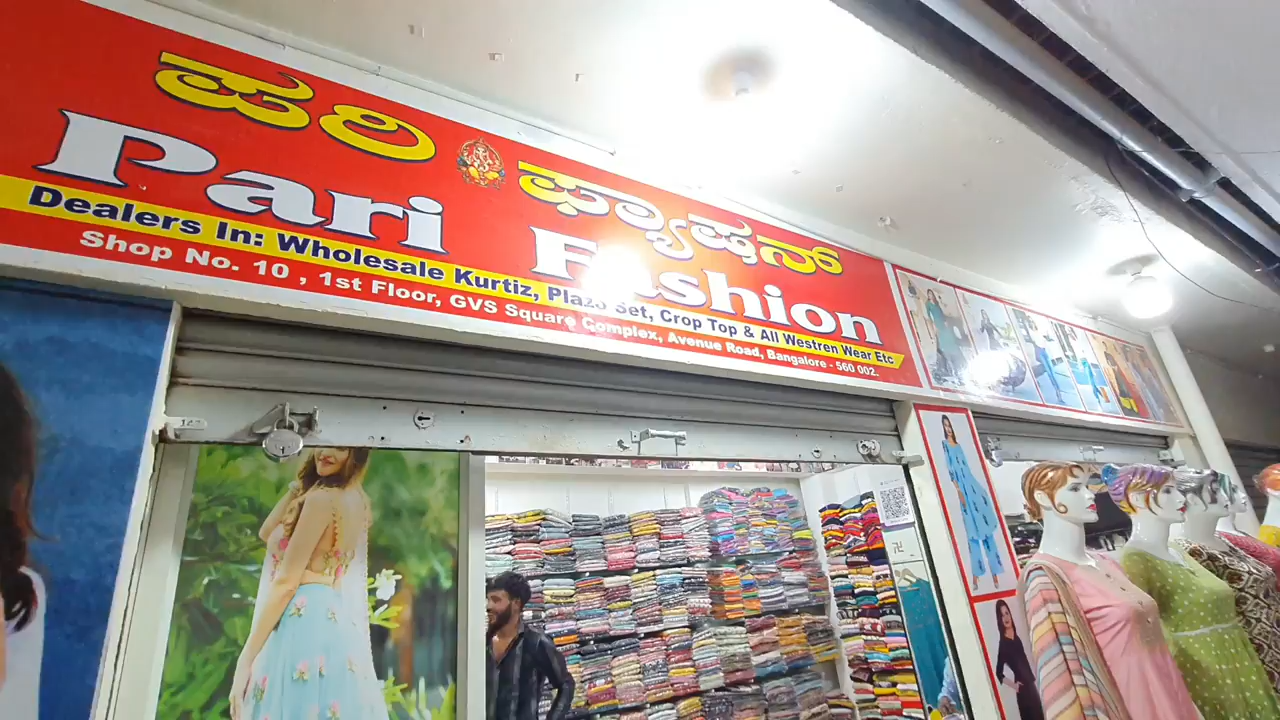 ಪರಿ ಫ್ಯಾಷನ್
Pari Fashion
Dealers In: Wholesale Kurtiz, Plazo Set, Crop Top & All Westren Wear Etc
Shop No. 10 , 1st Floor, GVS Square Complex, Avenue Road, Bangalore - 560 002.